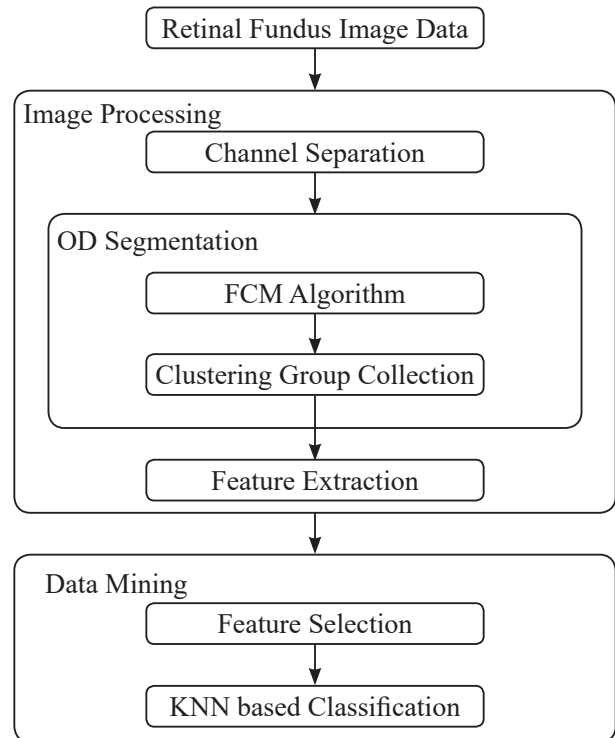 Retinal Fundus Image Data
Image Processing
Channel Separation
OD Segmentation
FCM Algorithm
Clustering Group Collection
Feature Extraction
Data Mining
Feature Selection
KNN based Classification